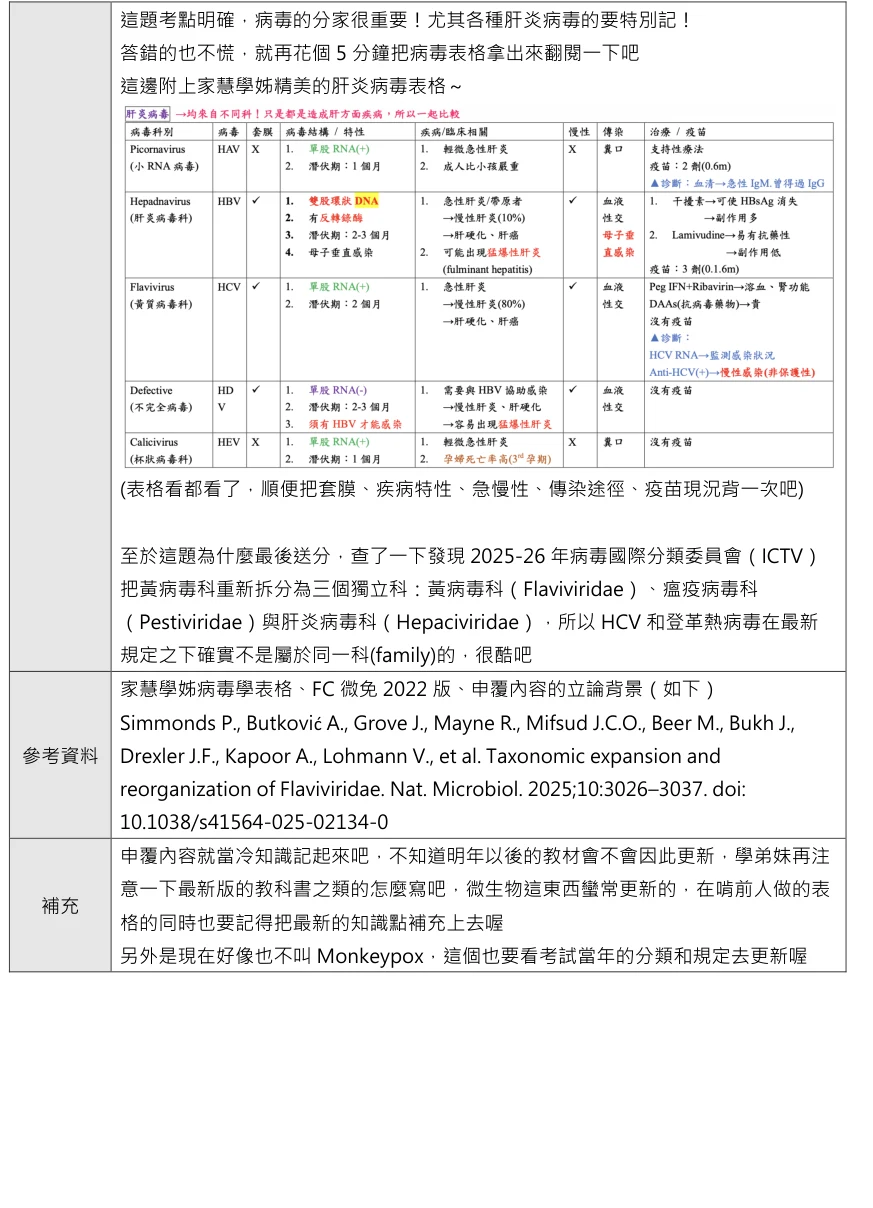 這題考點明確，病毒的分家很重要！尤其各種肝炎病毒的要特別記！
答錯的也不慌，就再花個 5 分鐘把病毒表格拿出來翻閱一下吧
這邊附上家慧學姊精美的肝炎病毒表格～
肝炎病毒 →均來自不同科！只是都是造成肝方面疾病，所以一起比較
病毒科別 病毒 套膜 病毒結構 / 特性 疾病/臨床相關 慢性 傳染 治療 / 疫苗
Picornavirus HAV X 1. 單股 RNA(+) 1. 輕微急性肝炎 X 糞口 支持性療法
(小 RNA 病毒) 2. 潛伏期：1 個月 2. 成人比小孩嚴重 疫苗：2 劑(0.6m)
▲診斷：血清→急性 IgM.曾得過 IgG
Hepadnavirus HBV ✓ 1. 雙股環狀 DNA 1. 急性肝炎/帶原者 ✓ 血液 1. 干擾素→可使 HBsAg 消失
(肝炎病毒科) 2. 有反轉錄酶 →慢性肝炎(10%) 性交 →副作用多
3. 潛伏期：2-3 個月 →肝硬化、肝癌 母子垂 2. Lamivudine→易有抗藥性
4. 母子垂直感染 2. 可能出現猛爆性肝炎 直感染 →副作用低
(fulminant hepatitis) 疫苗：3 劑(0.1.6m)
Flavivirus HCV ✓ 1. 單股 RNA(+) 1. 急性肝炎 ✓ 血液 Peg IFN+Ribavirin→溶血、腎功能
(黃質病毒科) 2. 潛伏期：2 個月 →慢性肝炎(80%) 性交 DAAs(抗病毒藥物)→貴
→肝硬化、肝癌 沒有疫苗
▲診斷：
HCV RNA→監測感染狀況
Anti-HCV(+)→慢性感染(非保護性)
Defective HD ✓ 1. 單股 RNA(-) 1. 需要與 HBV 協助感染 ✓ 血液 沒有疫苗
(不完全病毒) V 2. 潛伏期：2-3 個月 →慢性肝炎、肝硬化 性交
3. 須有 HBV 才能感染 →容易出現猛爆性肝炎
Calicivirus HEV X 1. 單股 RNA(+) 1. 輕微急性肝炎 X 糞口 沒有疫苗
(杯狀病毒科) 2. 潛伏期：1 個月 2. 孕婦死亡率高(3rd 孕期)
(表格看都看了，順便把套膜、疾病特性、急慢性、傳染途徑、疫苗現況背一次吧)
至於這題為什麼最後送分，查了一下發現 2025-26 年病毒國際分類委員會（ICTV）
把黃病毒科重新拆分為三個獨立科：黃病毒科（Flaviviridae）、瘟疫病毒科
（Pestiviridae）與肝炎病毒科（Hepaciviridae），所以 HCV 和登革熱病毒在最新
規定之下確實不是屬於同一科(family)的，很酷吧
參考資料
家慧學姊病毒學表格、FC 微免 2022 版、申覆內容的立論背景（如下）
Simmonds P., Butković A., Grove J., Mayne R., Mifsud J.C.O., Beer M., Bukh J.,
Drexler J.F., Kapoor A., Lohmann V., et al. Taxonomic expansion and
reorganization of Flaviviridae. Nat. Microbiol. 2025;10:3026–3037. doi:
10.1038/s41564-025-02134-0
補充
申覆內容就當冷知識記起來吧，不知道明年以後的教材會不會因此更新，學弟妹再注
意一下最新版的教科書之類的怎麼寫吧，微生物這東西蠻常更新的，在啃前人做的表
格的同時也要記得把最新的知識點補充上去喔
另外是現在好像也不叫 Monkeypox，這個也要看考試當年的分類和規定去更新喔